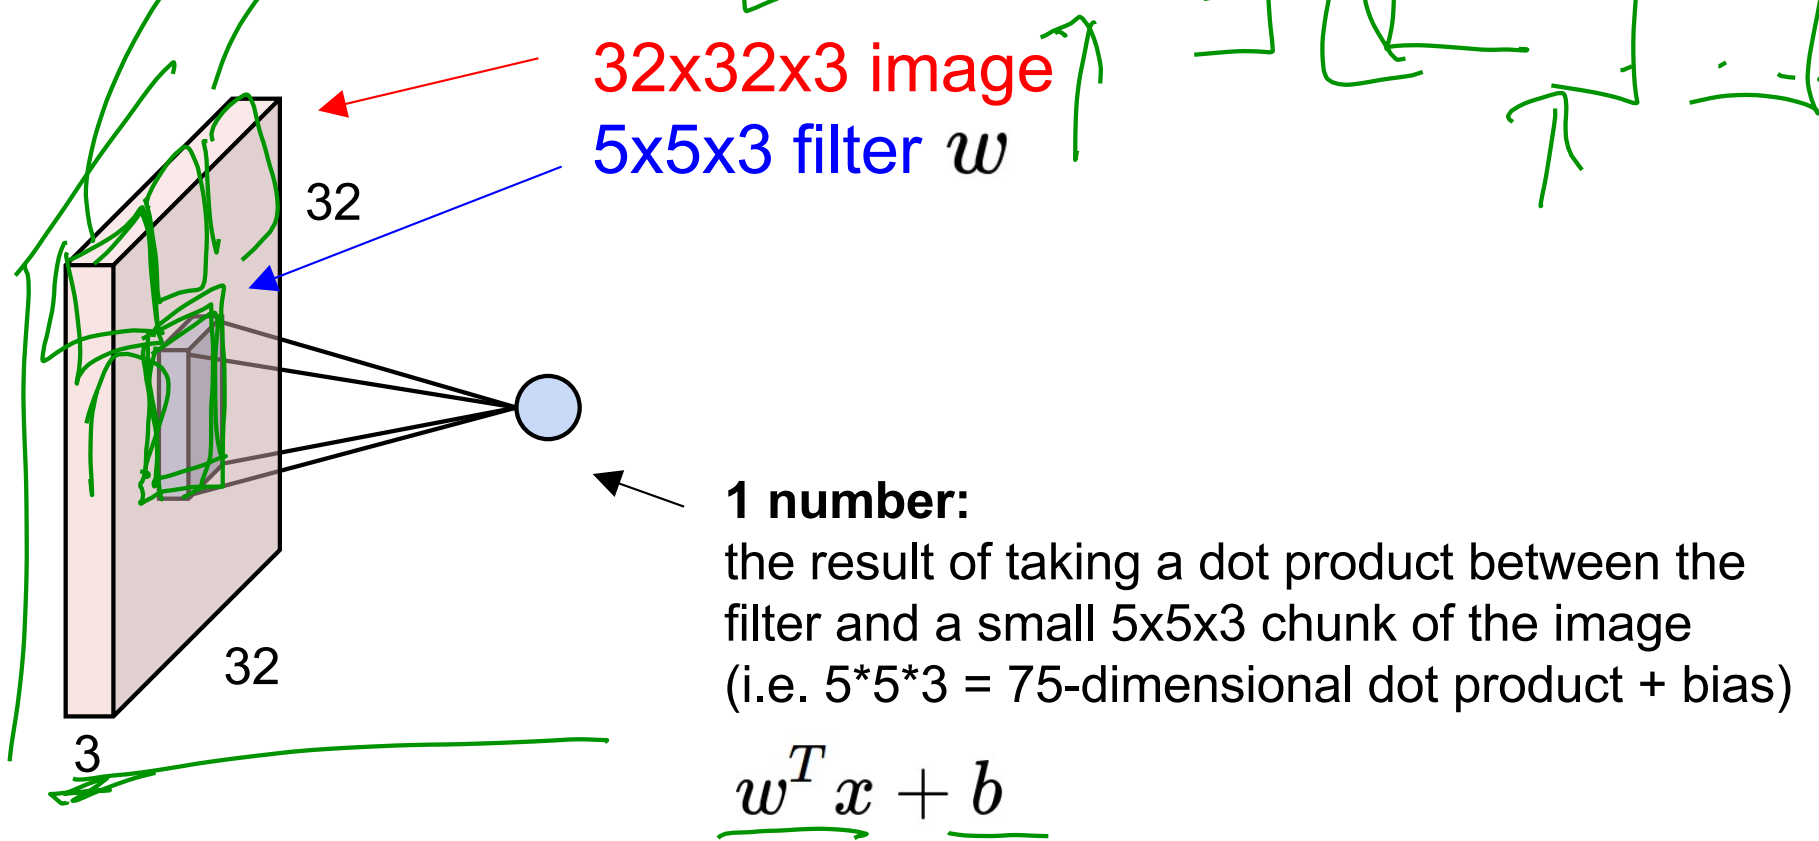 32x32x3 image
5x5x3 filter w
32
32
3
1 number:
the result of taking a dot product between the
filter and a small 5x5x3 chunk of the image
(i.e. 5*5*3 = 75-dimensional dot product + bias)
w^T x + b